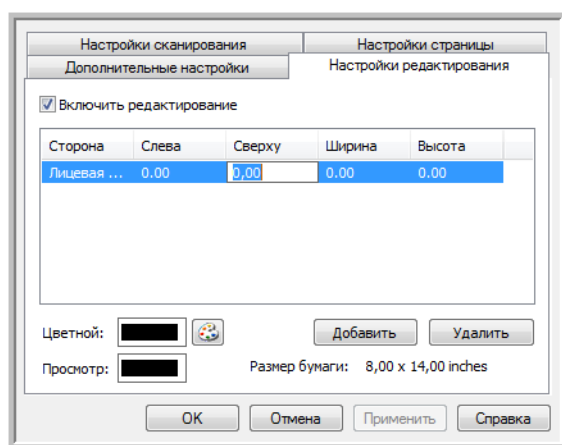 Настройки сканирования Настройки страницы
Дополнительные настройки Настройки редактирования
Включить редактирование
Сторона Слева Сверху Ширина Высота
Лицевая ... 0.00 0,00 0.00 0.00
Цветной: Добавить Удалить
Просмотр: Размер бумаги: 8,00 x 14,00 inches
OK Отмена Применить Справка